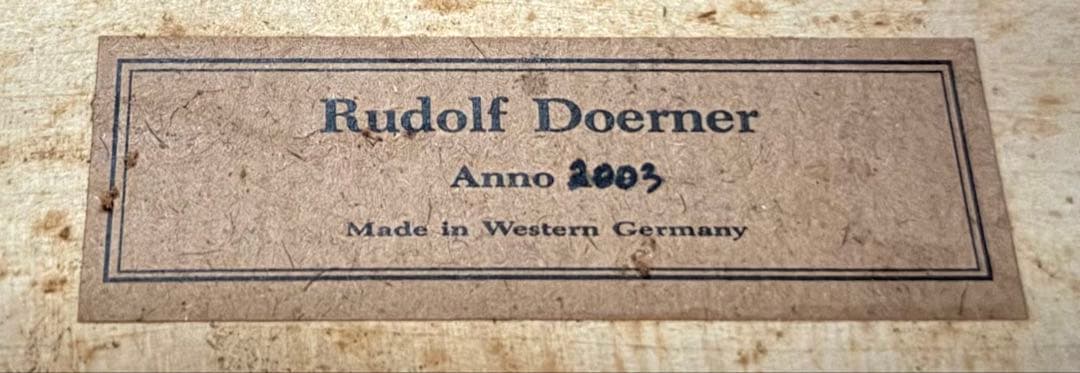 Rudolf Doerner
Anno 2003
Made in Western Germany